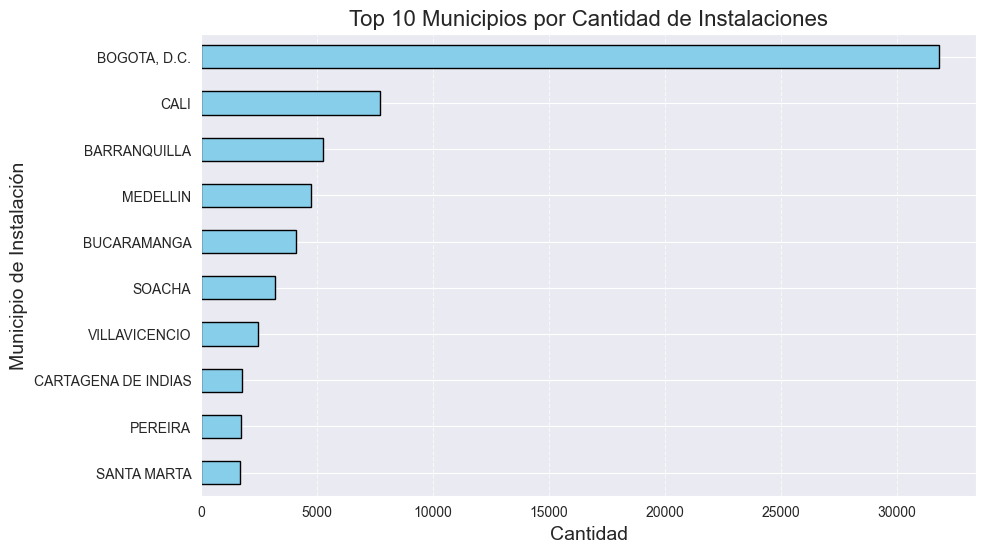 Top 10 Municipios por Cantidad de Instalaciones
Municipio de Instalación
BOGOTA, D.C.
CALI
BARRANQUILLA
MEDELLIN
BUCARAMANGA
SOACHA
VILLAVICENCIO
CARTAGENA DE INDIAS
PEREIRA
SANTA MARTA
0 5000 10000 15000 20000 25000 30000
Cantidad